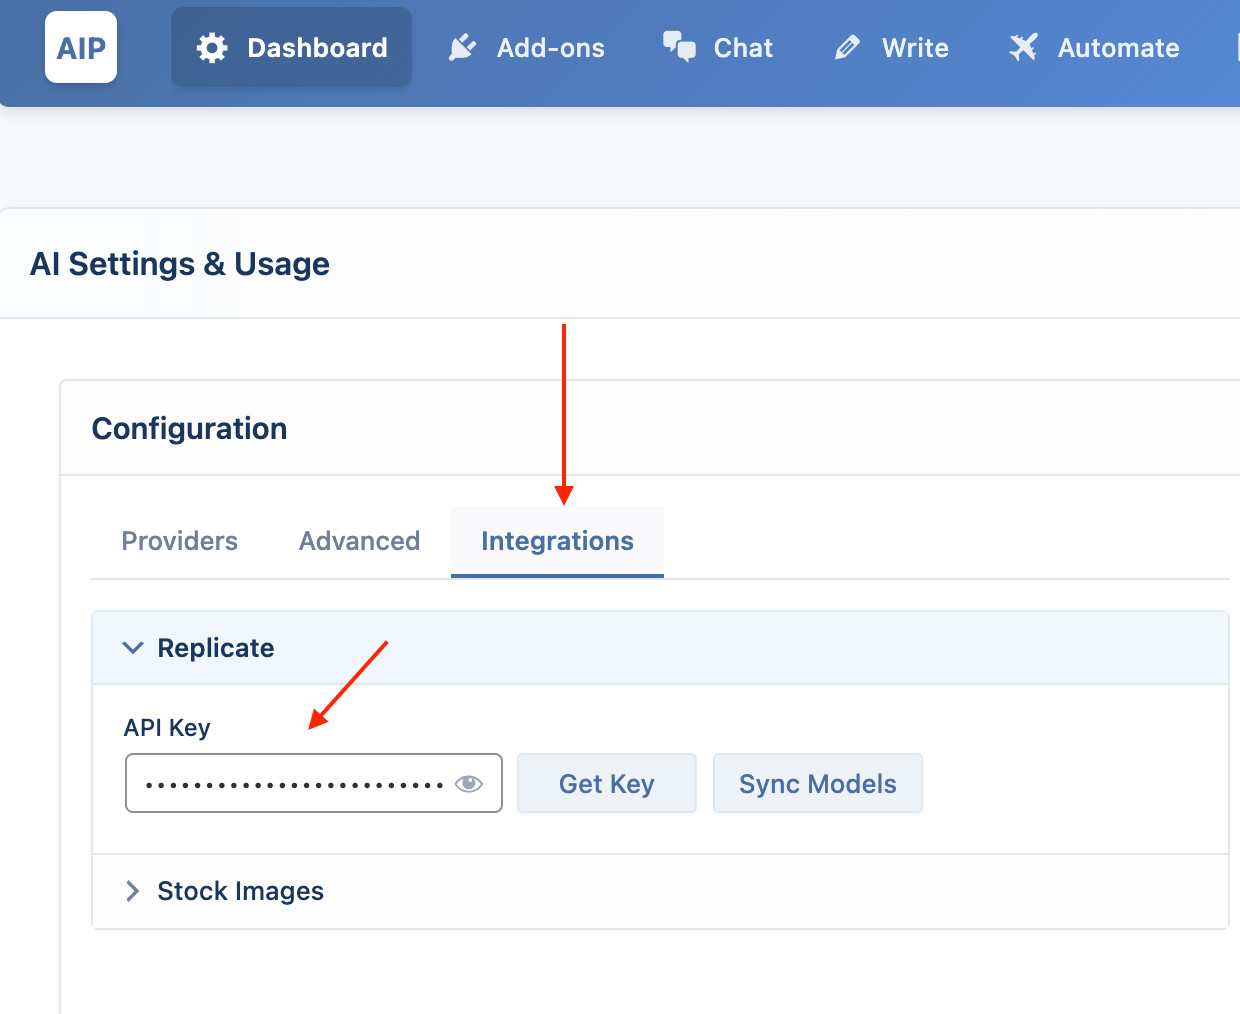 AIP Dashboard Add-ons Chat Write Automate
AI Settings & Usage
Configuration
Providers Advanced Integrations
Replicate
API Key
•••••••••••••••••••••••••
Get Key Sync Models
Stock Images